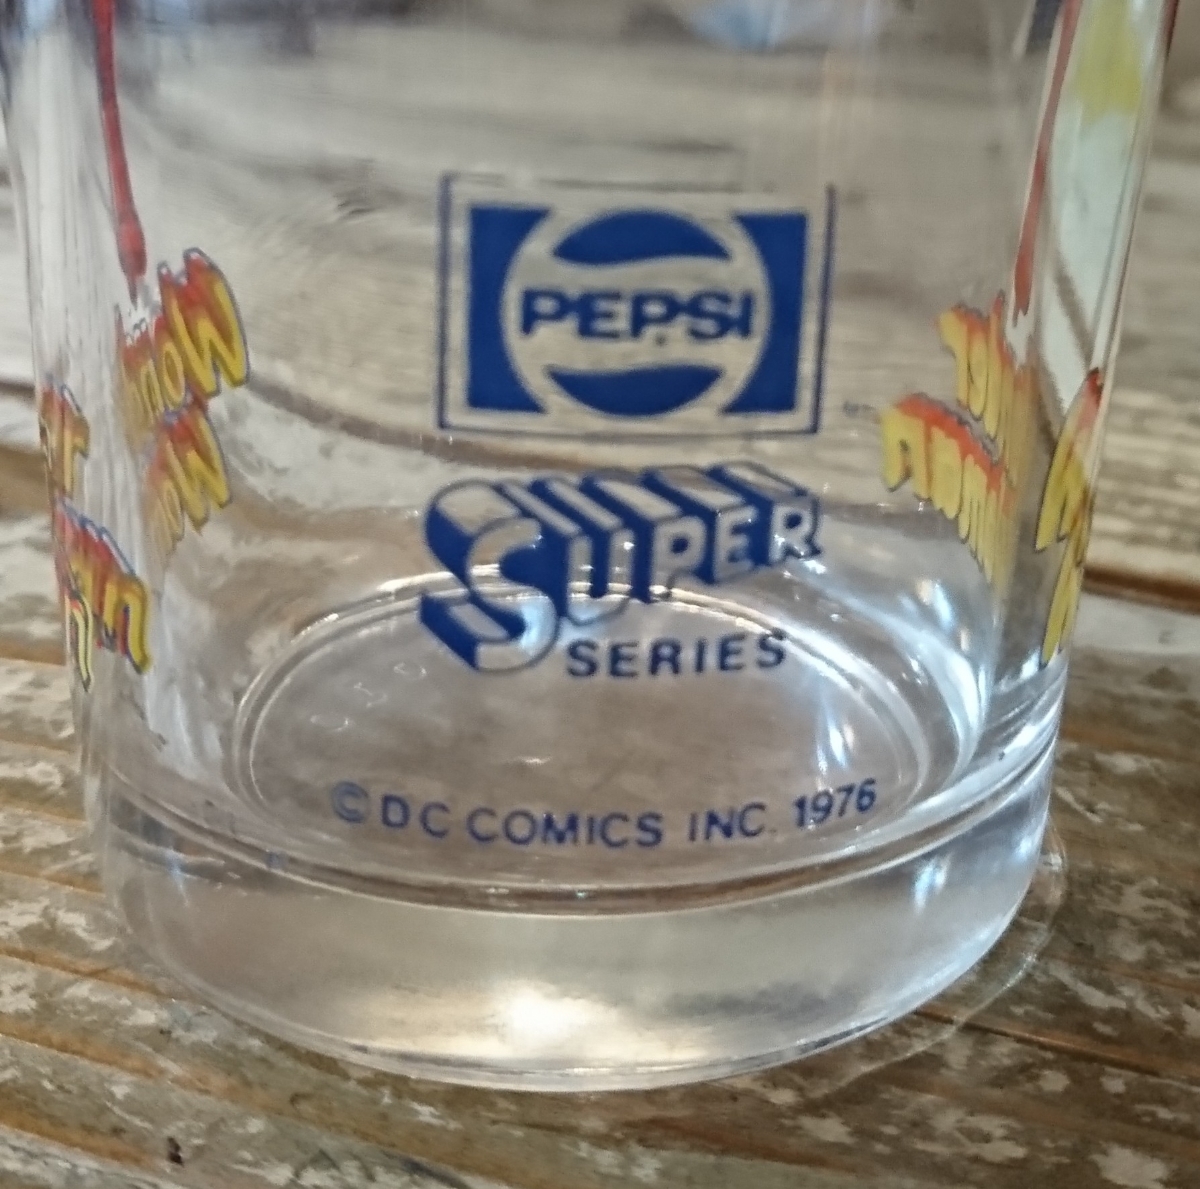 PEPSI
SUPER
SERIES
© DC COMICS INC. 1976